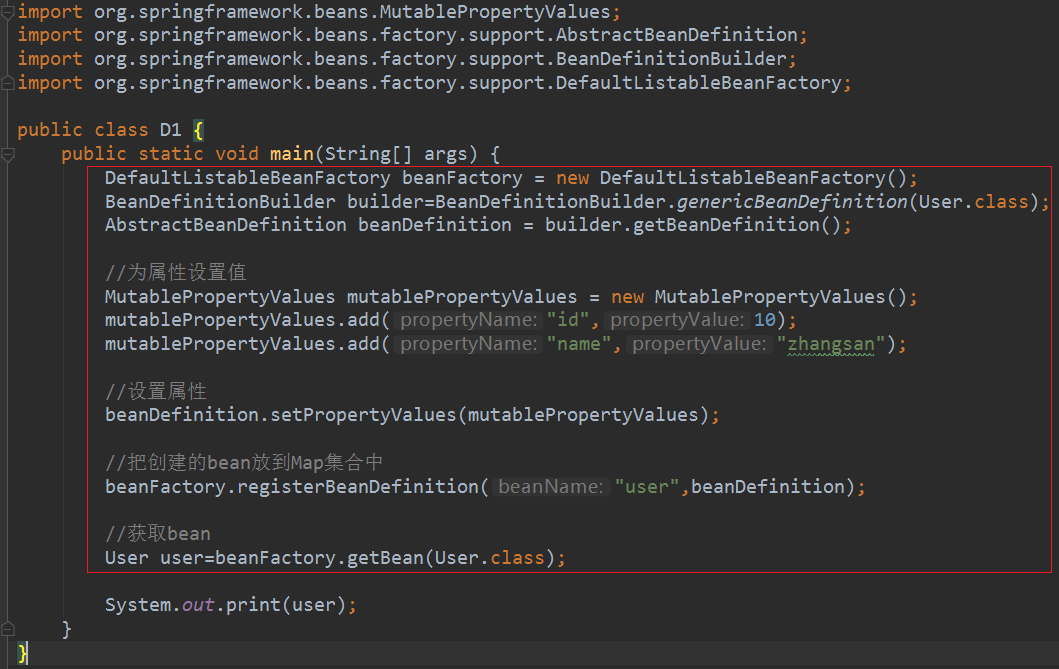 import org.springframework.beans.MutablePropertyValues;
import org.springframework.beans.factory.support.AbstractBeanDefinition;
import org.springframework.beans.factory.support.BeanDefinitionBuilder;
import org.springframework.beans.factory.support.DefaultListableBeanFactory;
public class D1 {
public static void main(String[] args) {
DefaultListableBeanFactory beanFactory = new DefaultListableBeanFactory();
BeanDefinitionBuilder builder=BeanDefinitionBuilder.genericBeanDefinition(User.class);
AbstractBeanDefinition beanDefinition = builder.getBeanDefinition();
//为属性设置值
MutablePropertyValues mutablePropertyValues = new MutablePropertyValues();
mutablePropertyValues.add( propertyName: "id", propertyValue: 10);
mutablePropertyValues.add( propertyName: "name", propertyValue: "zhangsan");
//设置属性
beanDefinition.setPropertyValues(mutablePropertyValues);
//把创建的bean放到Map集合中
beanFactory.registerBeanDefinition( beanName: "user",beanDefinition);
//获取bean
User user=beanFactory.getBean(User.class);
System.out.print(user);
}
}